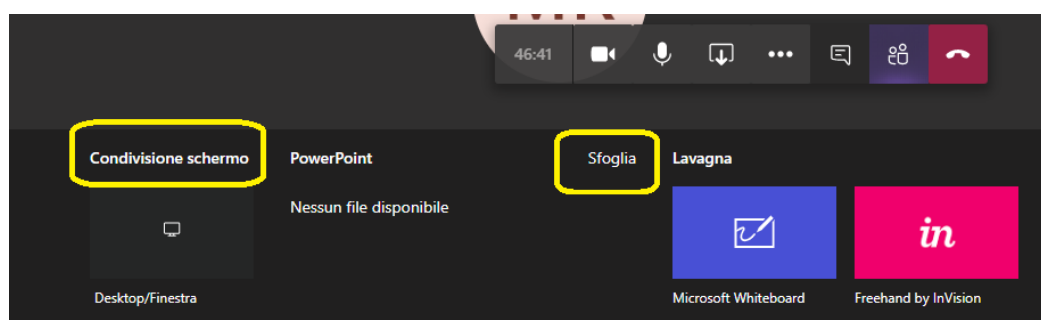 46:41
Condivisione schermo
PowerPoint
Sfoglia
Lavagna
Nessun file disponibile
in
Desktop/Finestra
Microsoft Whiteboard
Freehand by InVision